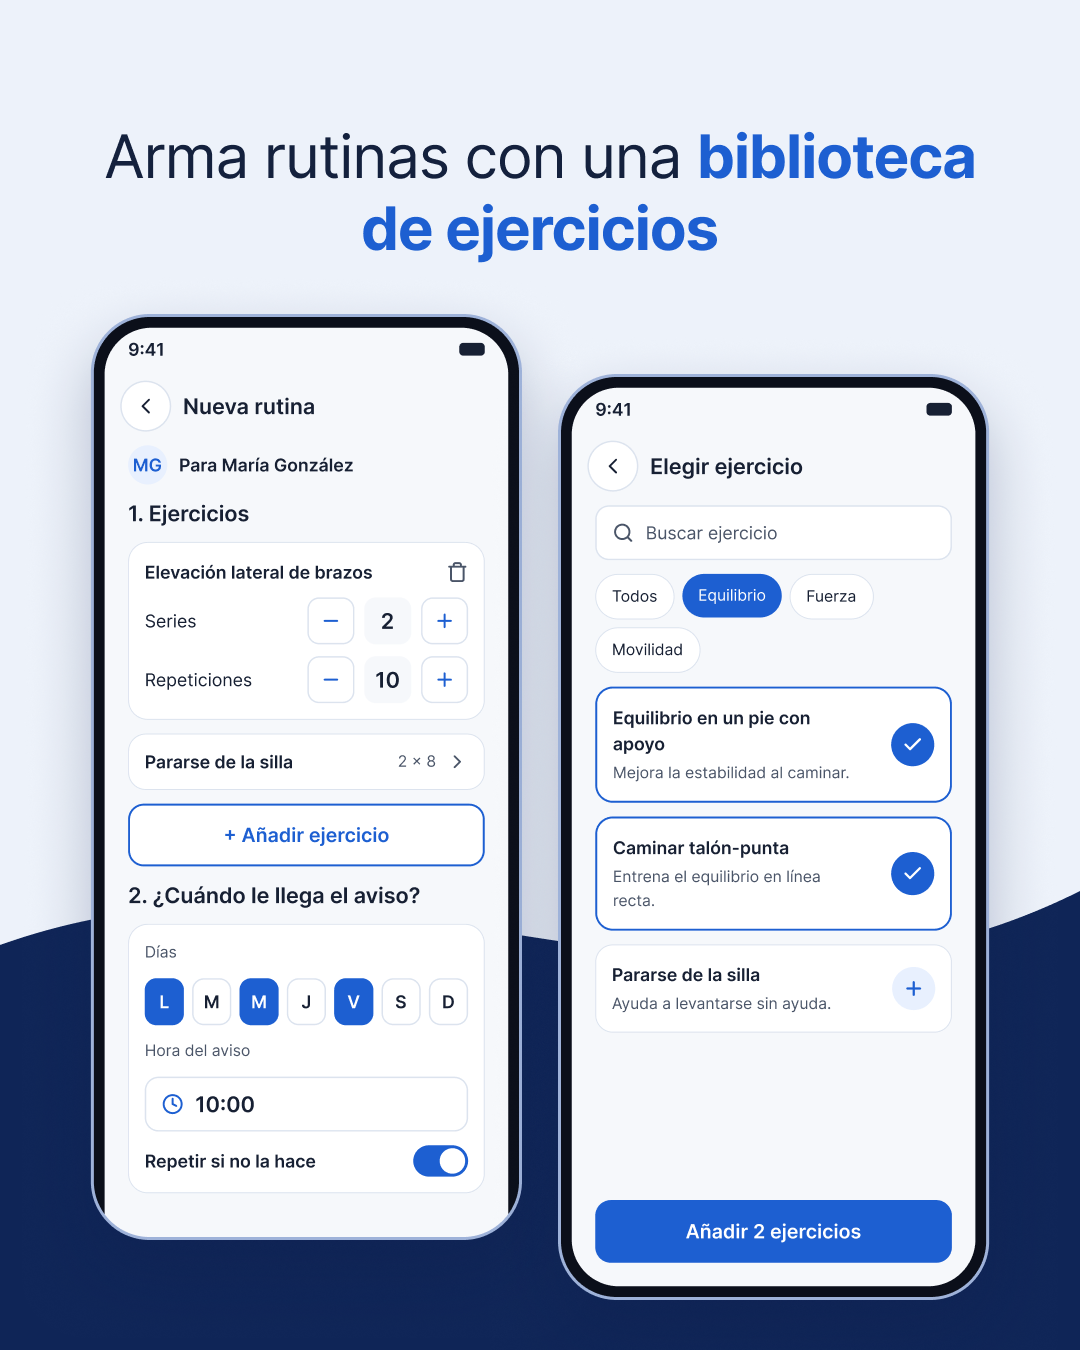 Arma rutinas con una biblioteca
de ejercicios
9:41
Nueva rutina
MG Para María González
1. Ejercicios
Elevación lateral de brazos
Series − 2 +
Repeticiones − 10 +
Pararse de la silla 2 × 8
+ Añadir ejercicio
2. ¿Cuándo le llega el aviso?
Días
L M M J V S D
Hora del aviso
10:00
Repetir si no la hace
9:41
Elegir ejercicio
Buscar ejercicio
Todos Equilibrio Fuerza
Movilidad
Equilibrio en un pie con
apoyo
Mejora la estabilidad al caminar.
Caminar talón-punta
Entrena el equilibrio en línea
recta.
Pararse de la silla
Ayuda a levantarse sin ayuda.
Añadir 2 ejercicios